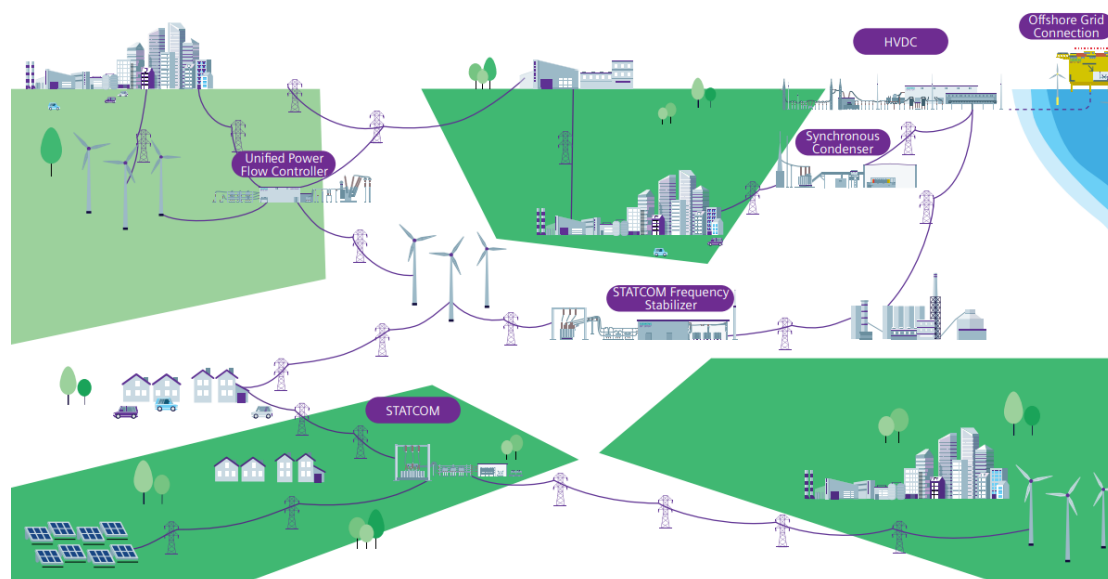 Offshore Grid
Connection
HVDC
Synchronous
Condenser
Unified Power
Flow Controller
STATCOM Frequency
Stabilizer
STATCOM